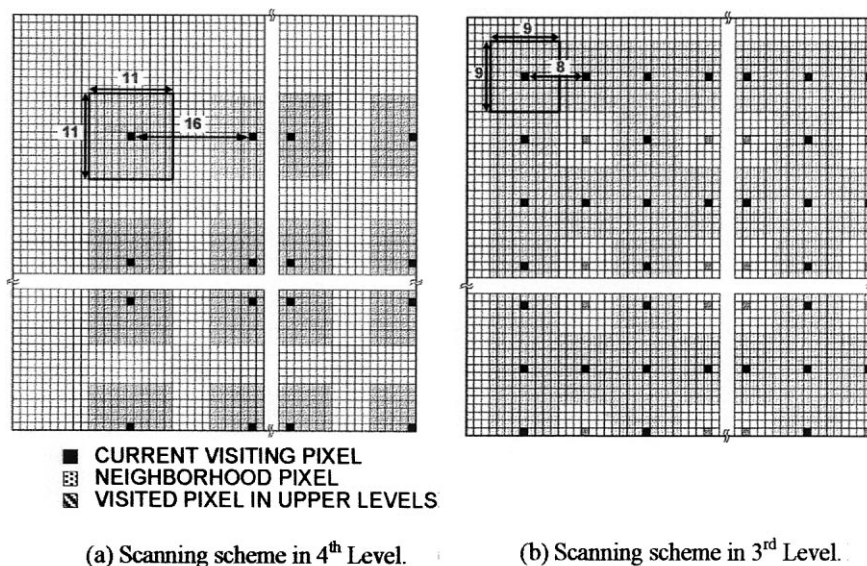 11
11
16
9
9
8
CURRENT VISITING PIXEL
NEIGHBORHOOD PIXEL
VISITED PIXEL IN UPPER LEVELS
(a) Scanning scheme in 4th Level.
(b) Scanning scheme in 3rd Level.